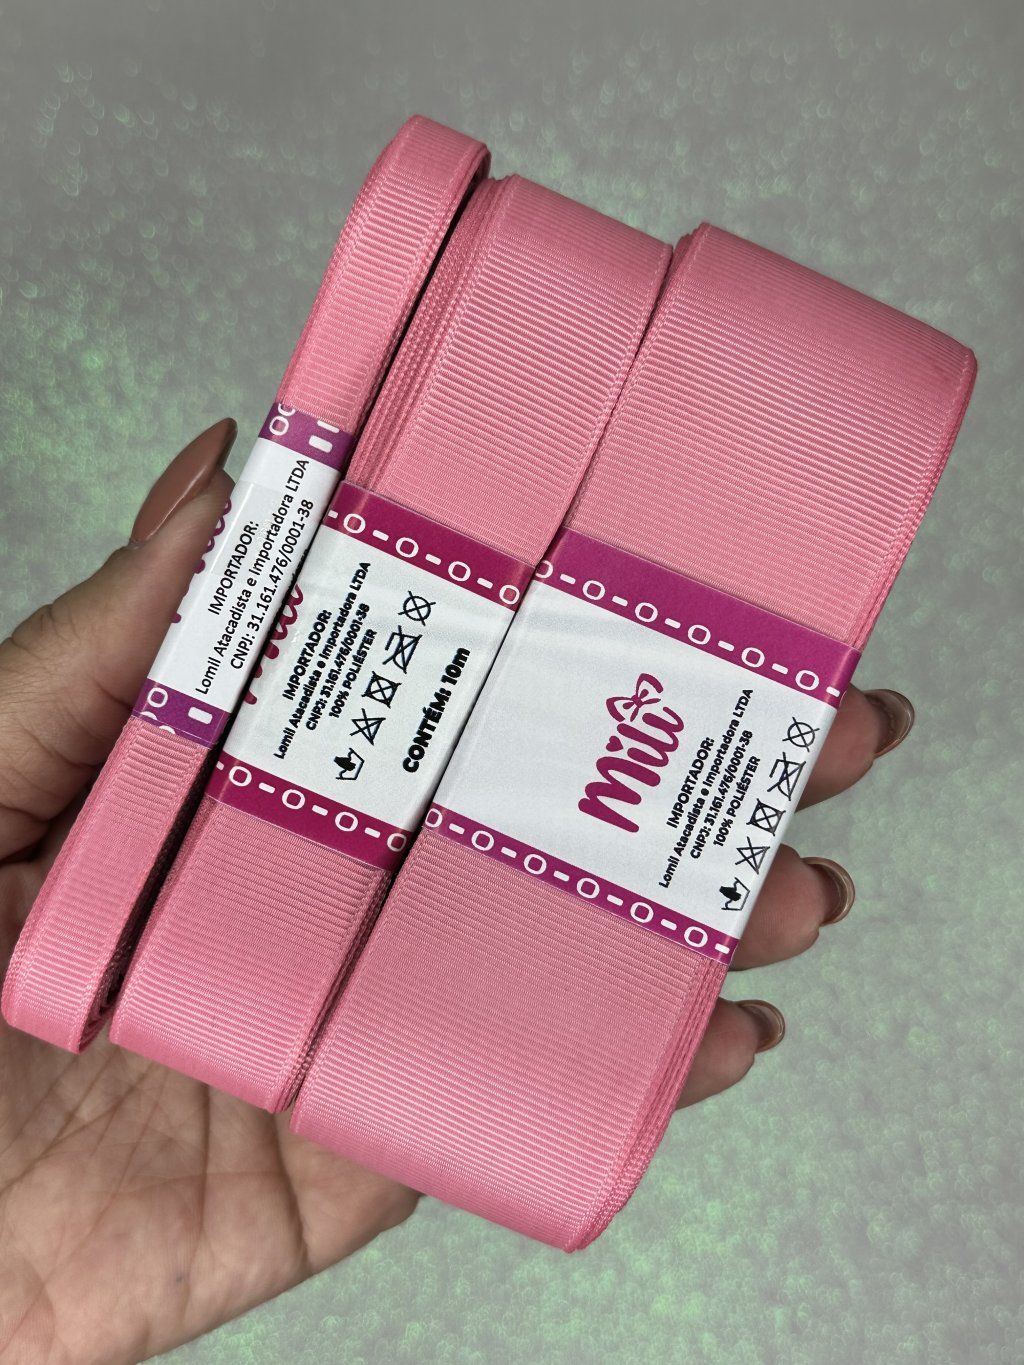 IMPORTADOR:
Lomil Atacadista e Importadora LTDA
CNPJ: 31.161.476/0001-38
IMPORTADOR:
Lomil Atacadista e Importadora LTDA
CNPJ: 31.161.476/0001-38
100% POLIÉSTER
CONTÉM: 10m
Mili
IMPORTADOR:
Lomil Atacadista e Importadora LTDA
CNPJ: 31.161.476/0001-38
100% POLIÉSTER